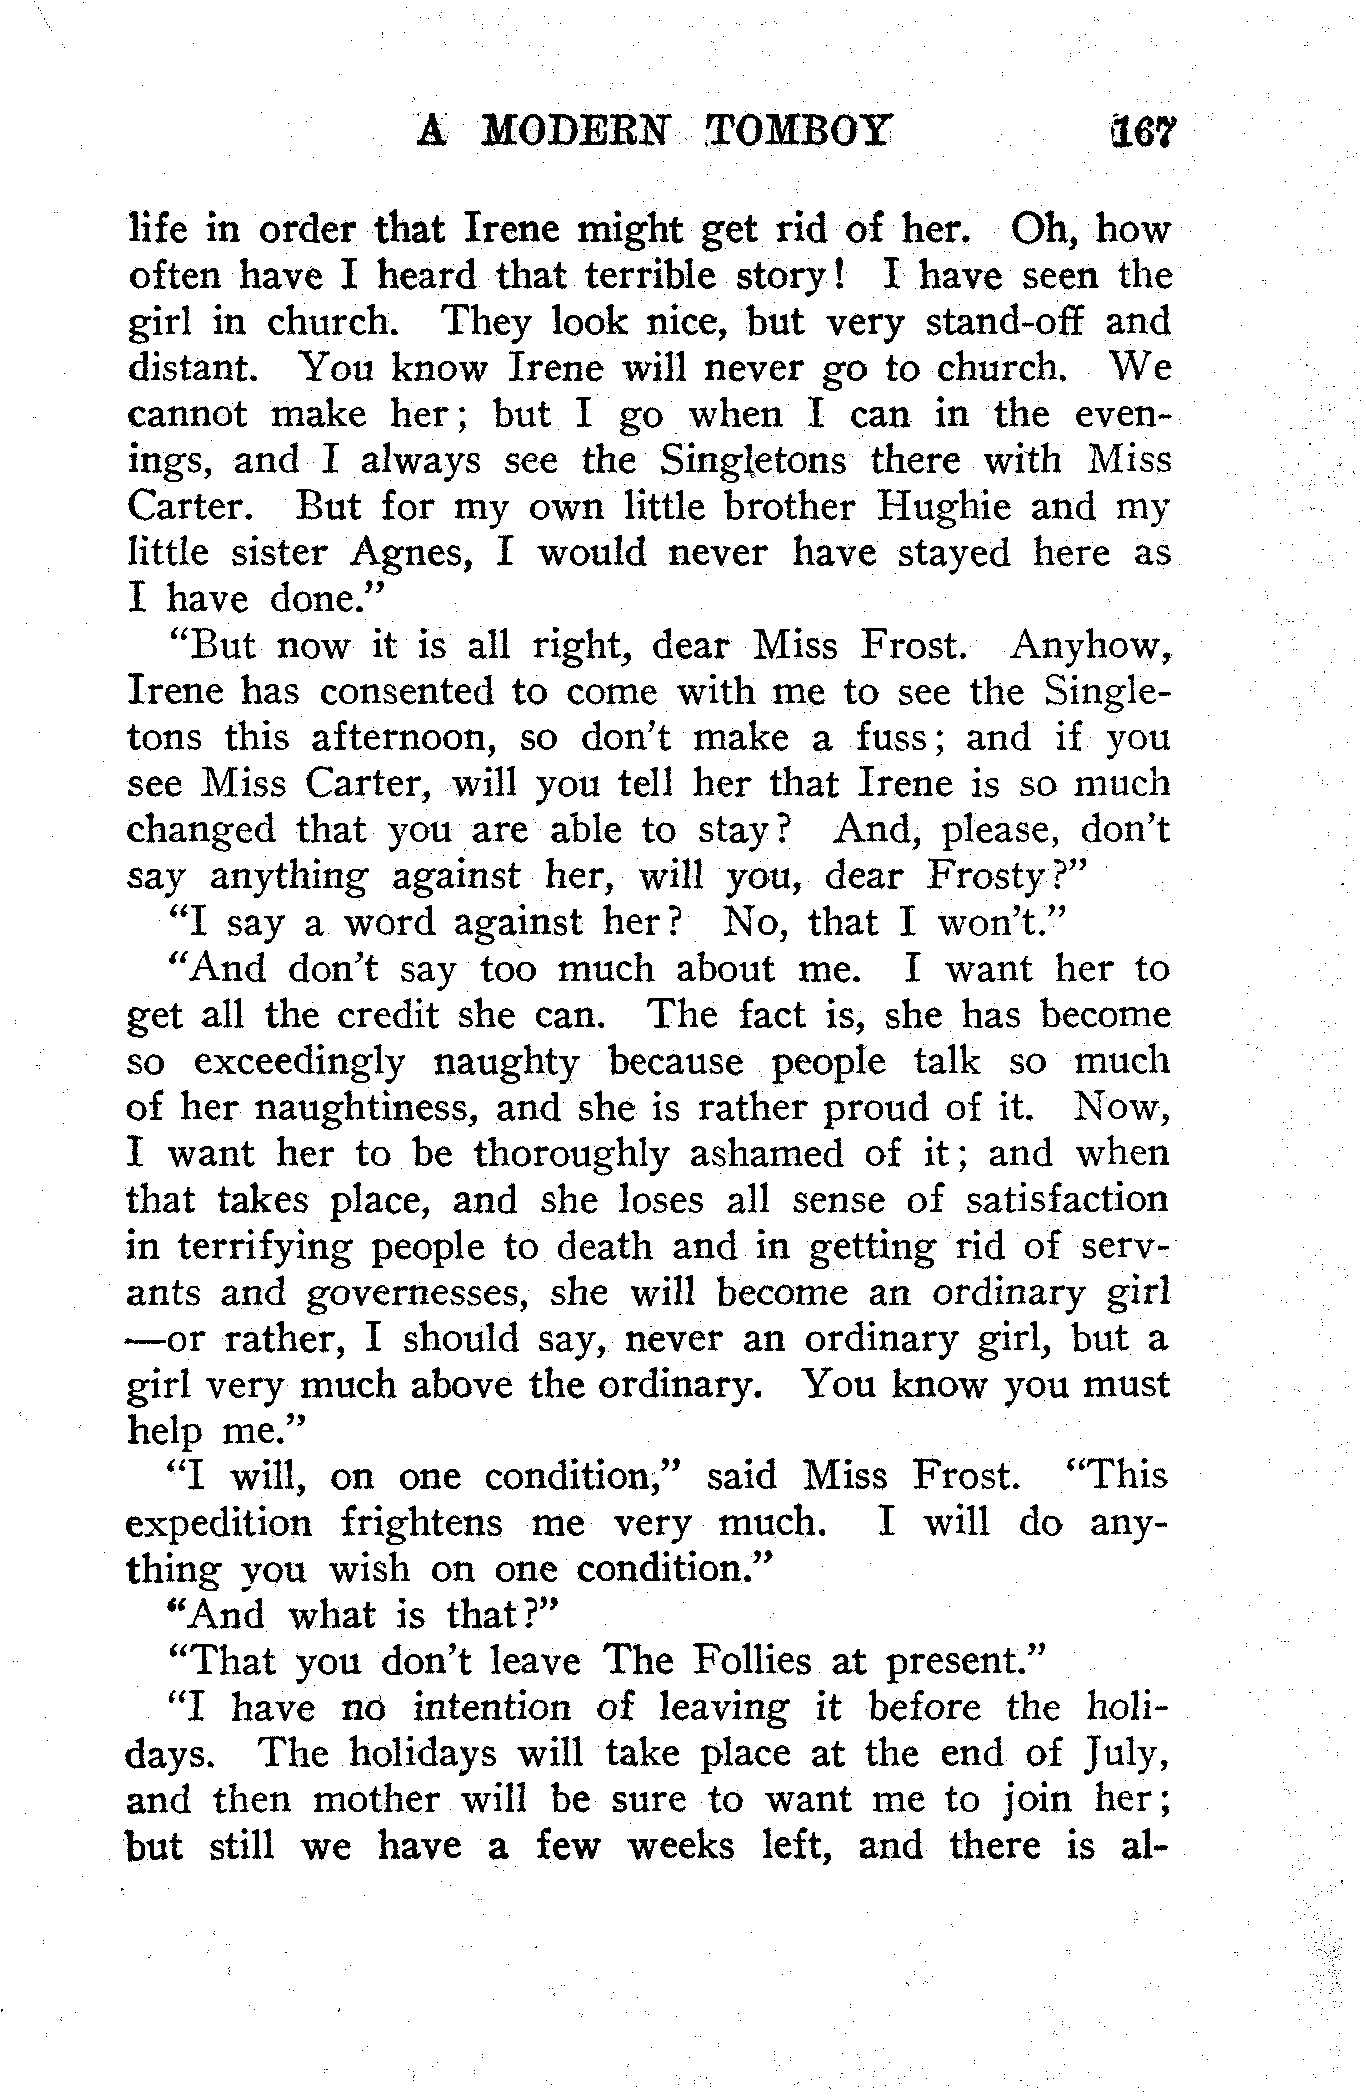 A MODERN TOMBOY 167
life in order that Irene might get rid of her. Oh, how
often have I heard that terrible story! I have seen the
girl in church. They look nice, but very stand-off and
distant. You know Irene will never go to church. We
cannot make her; but I go when I can in the even-
ings, and I always see the Singletons there with Miss
Carter. But for my own little brother Hughie and my
little sister Agnes, I would never have stayed here as
I have done.”
“But now it is all right, dear Miss Frost. Anyhow,
Irene has consented to come with me to see the Single-
tons this afternoon, so don’t make a fuss; and if you
see Miss Carter, will you tell her that Irene is so much
changed that you are able to stay? And, please, don’t
say anything against her, will you, dear Frosty?”
“I say a word against her? No, that I won’t.”
“And don’t say too much about me. I want her to
get all the credit she can. The fact is, she has become
so exceedingly naughty because people talk so much
of her naughtiness, and she is rather proud of it. Now,
I want her to be thoroughly ashamed of it; and when
that takes place, and she loses all sense of satisfaction
in terrifying people to death and in getting rid of serv-
ants and governesses, she will become an ordinary girl
—or rather, I should say, never an ordinary girl, but a
girl very much above the ordinary. You know you must
help me.”
“I will, on one condition,” said Miss Frost. “This
expedition frightens me very much. I will do any-
thing you wish on one condition.”
“And what is that?”
“That you don’t leave The Follies at present.”
“I have no intention of leaving it before the holi-
days. The holidays will take place at the end of July,
and then mother will be sure to want me to join her;
but still we have a few weeks left, and there is al-